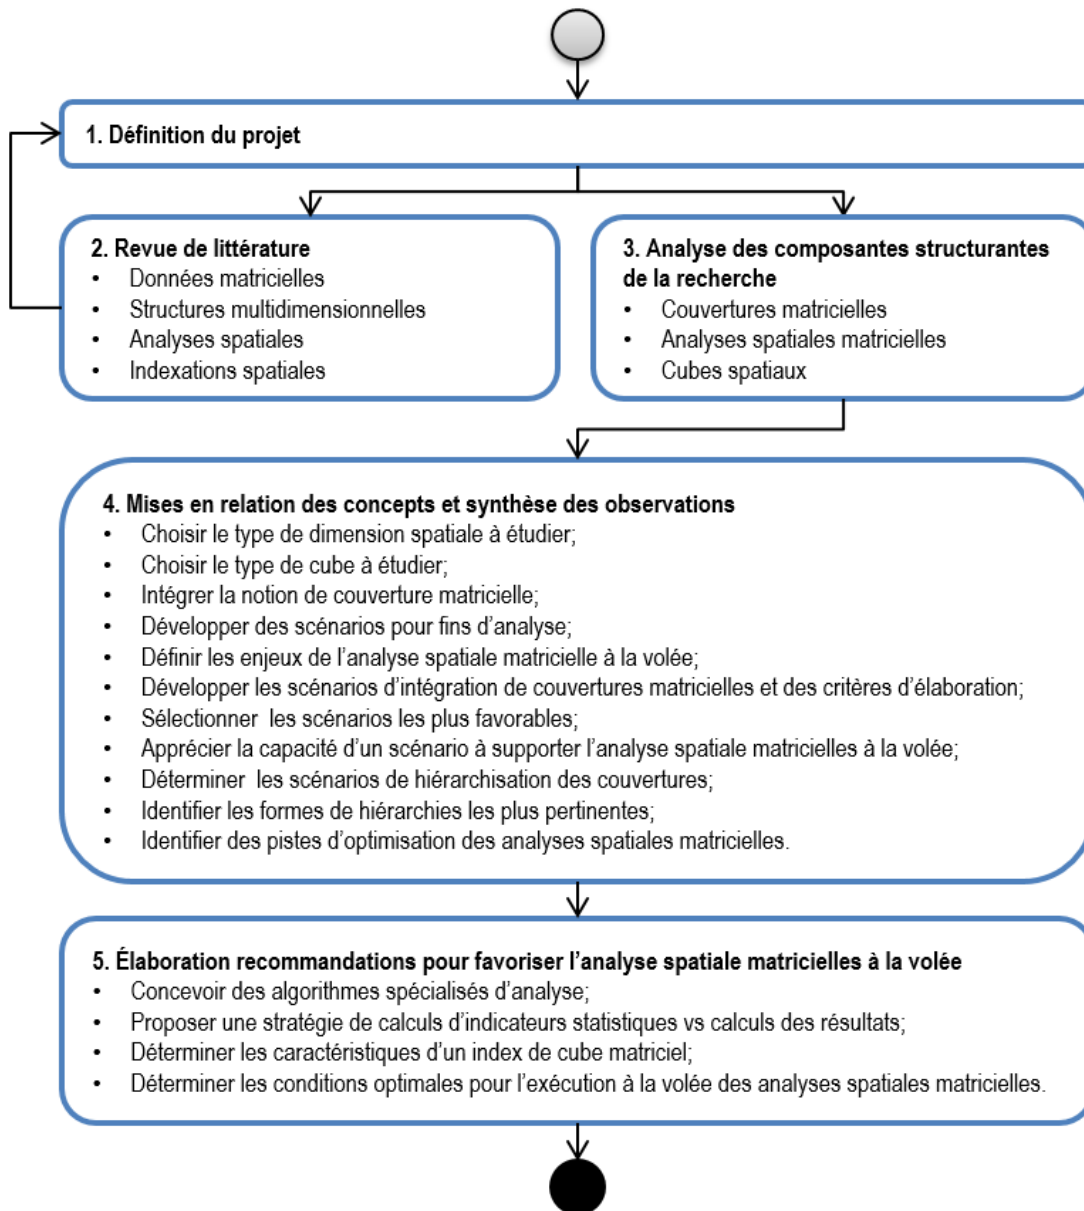 1. Définition du projet
2. Revue de littérature
• Données matricielles
• Structures multidimensionnelles
• Analyses spatiales
• Indexations spatiales
3. Analyse des composantes structurantes
de la recherche
• Couvertures matricielles
• Analyses spatiales matricielles
• Cubes spatiaux
4. Mises en relation des concepts et synthèse des observations
• Choisir le type de dimension spatiale à étudier;
• Choisir le type de cube à étudier;
• Intégrer la notion de couverture matricielle;
• Développer des scénarios pour fins d’analyse;
• Définir les enjeux de l’analyse spatiale matricielle à la volée;
• Développer les scénarios d’intégration de couvertures matricielles et des critères d’élaboration;
• Sélectionner les scénarios les plus favorables;
• Apprécier la capacité d’un scénario à supporter l’analyse spatiale matricielles à la volée;
• Déterminer les scénarios de hiérarchisation des couvertures;
• Identifier les formes de hiérarchies les plus pertinentes;
• Identifier des pistes d’optimisation des analyses spatiales matricielles.
5. Élaboration recommandations pour favoriser l’analyse spatiale matricielles à la volée
• Concevoir des algorithmes spécialisés d’analyse;
• Proposer une stratégie de calculs d’indicateurs statistiques vs calculs des résultats;
• Déterminer les caractéristiques d’un index de cube matriciel;
• Déterminer les conditions optimales pour l’exécution à la volée des analyses spatiales matricielles.